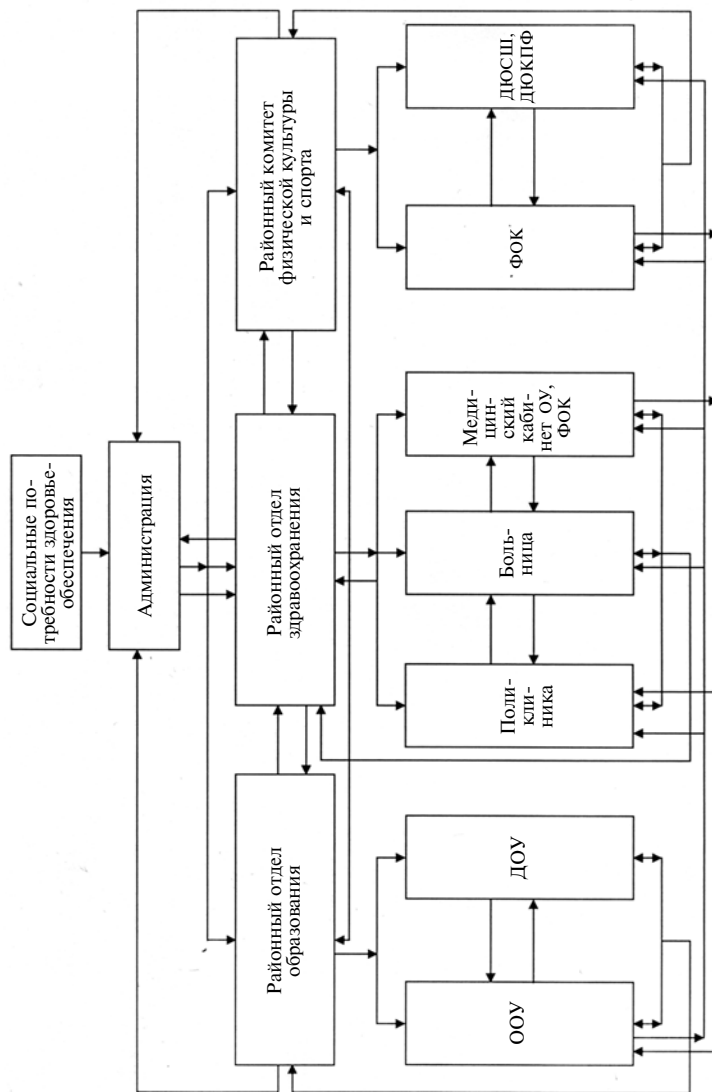 Социальные по-
требности здоровье-
обеспечения
Администрация
Районный отдел
образования
Районный отдел
здравоохранения
Районный комитет
физической культуры
и спорта
ООУ
ДОУ
Поли-
кли-
ника
Боль-
ница
Меди-
цин-
ский
каби-
нет ОУ,
ФОК
ФОК
ДЮСШ,
ДЮКПФ